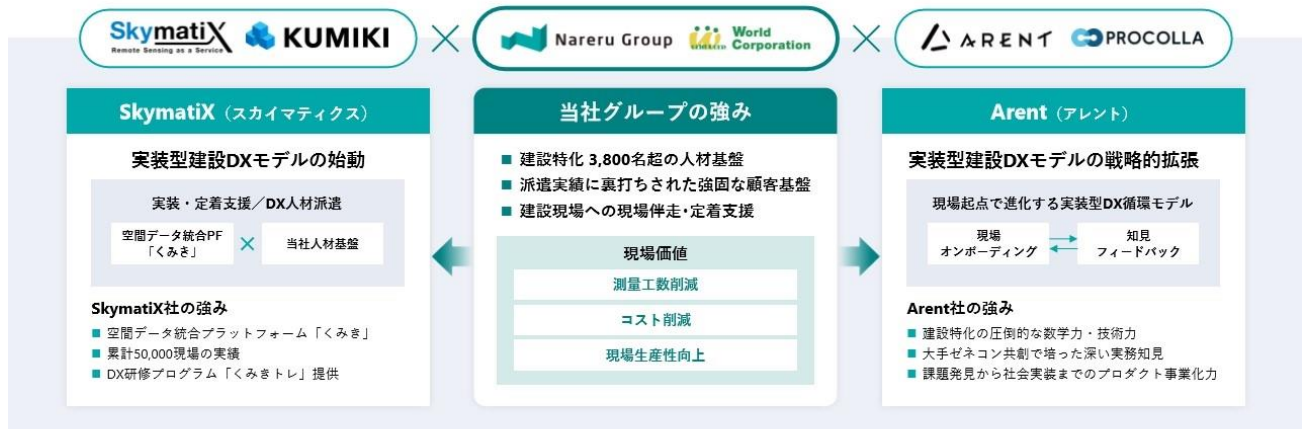 SkymatiX
Remote Sensing as a Service
KUMIKI
×
Nareru Group
World
Corporation
×
ARENT
PROCOLLA
SkymatiX（スカイマティクス）
実装型建設DXモデルの始動
実装・定着支援／DX人材派遣
空間データ統合PF
「くみき」
×
当社人材基盤
SkymatiX社の強み
■ 空間データ統合プラットフォーム「くみき」
■ 累計50,000現場の実績
■ DX研修プログラム「くみきトレ」提供
当社グループの強み
■ 建設特化 3,800名超の人材基盤
■ 派遣実績に裏打ちされた強固な顧客基盤
■ 建設現場への現場伴走・定着支援
現場価値
測量工数削減
コスト削減
現場生産性向上
Arent（アレント）
実装型建設DXモデルの戦略的拡張
現場起点で進化する実装型DX循環モデル
現場
オンボーディング
知見
フィードバック
Arent社の強み
■ 建設特化の圧倒的な数学力・技術力
■ 大手ゼネコン共創で培った深い実務知見
■ 課題発見から社会実装までのプロダクト事業化力